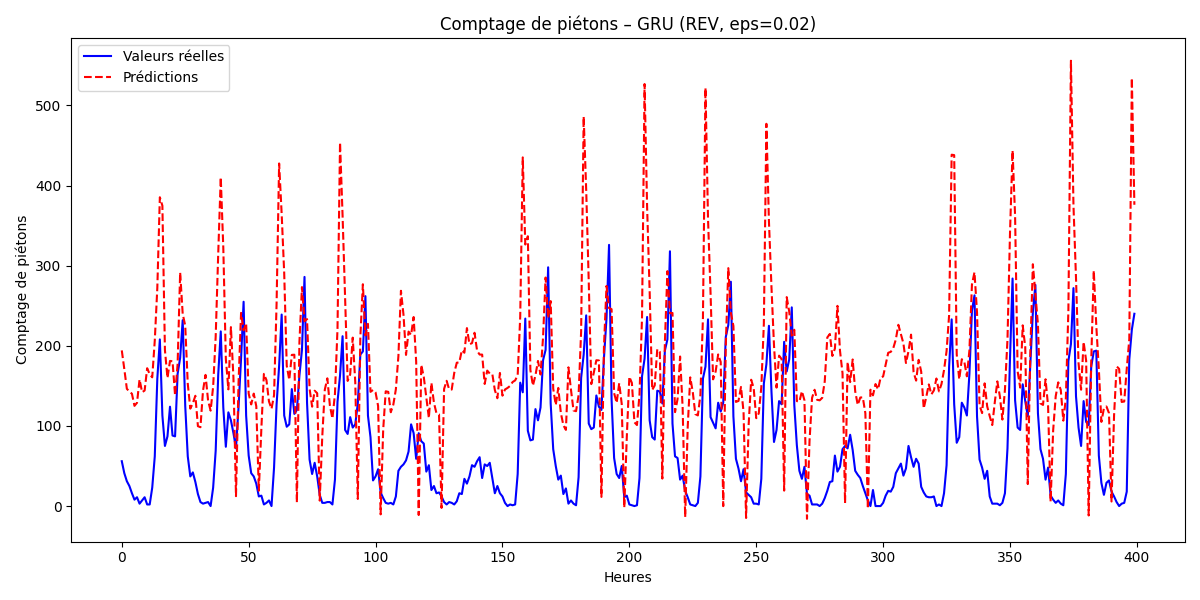 Comptage de piétons – GRU (REV, eps=0.02)
Valeurs réelles
Prédictions
Comptage de piétons
500
400
300
200
100
0
0 50 100 150 200 250 300 350 400
Heures